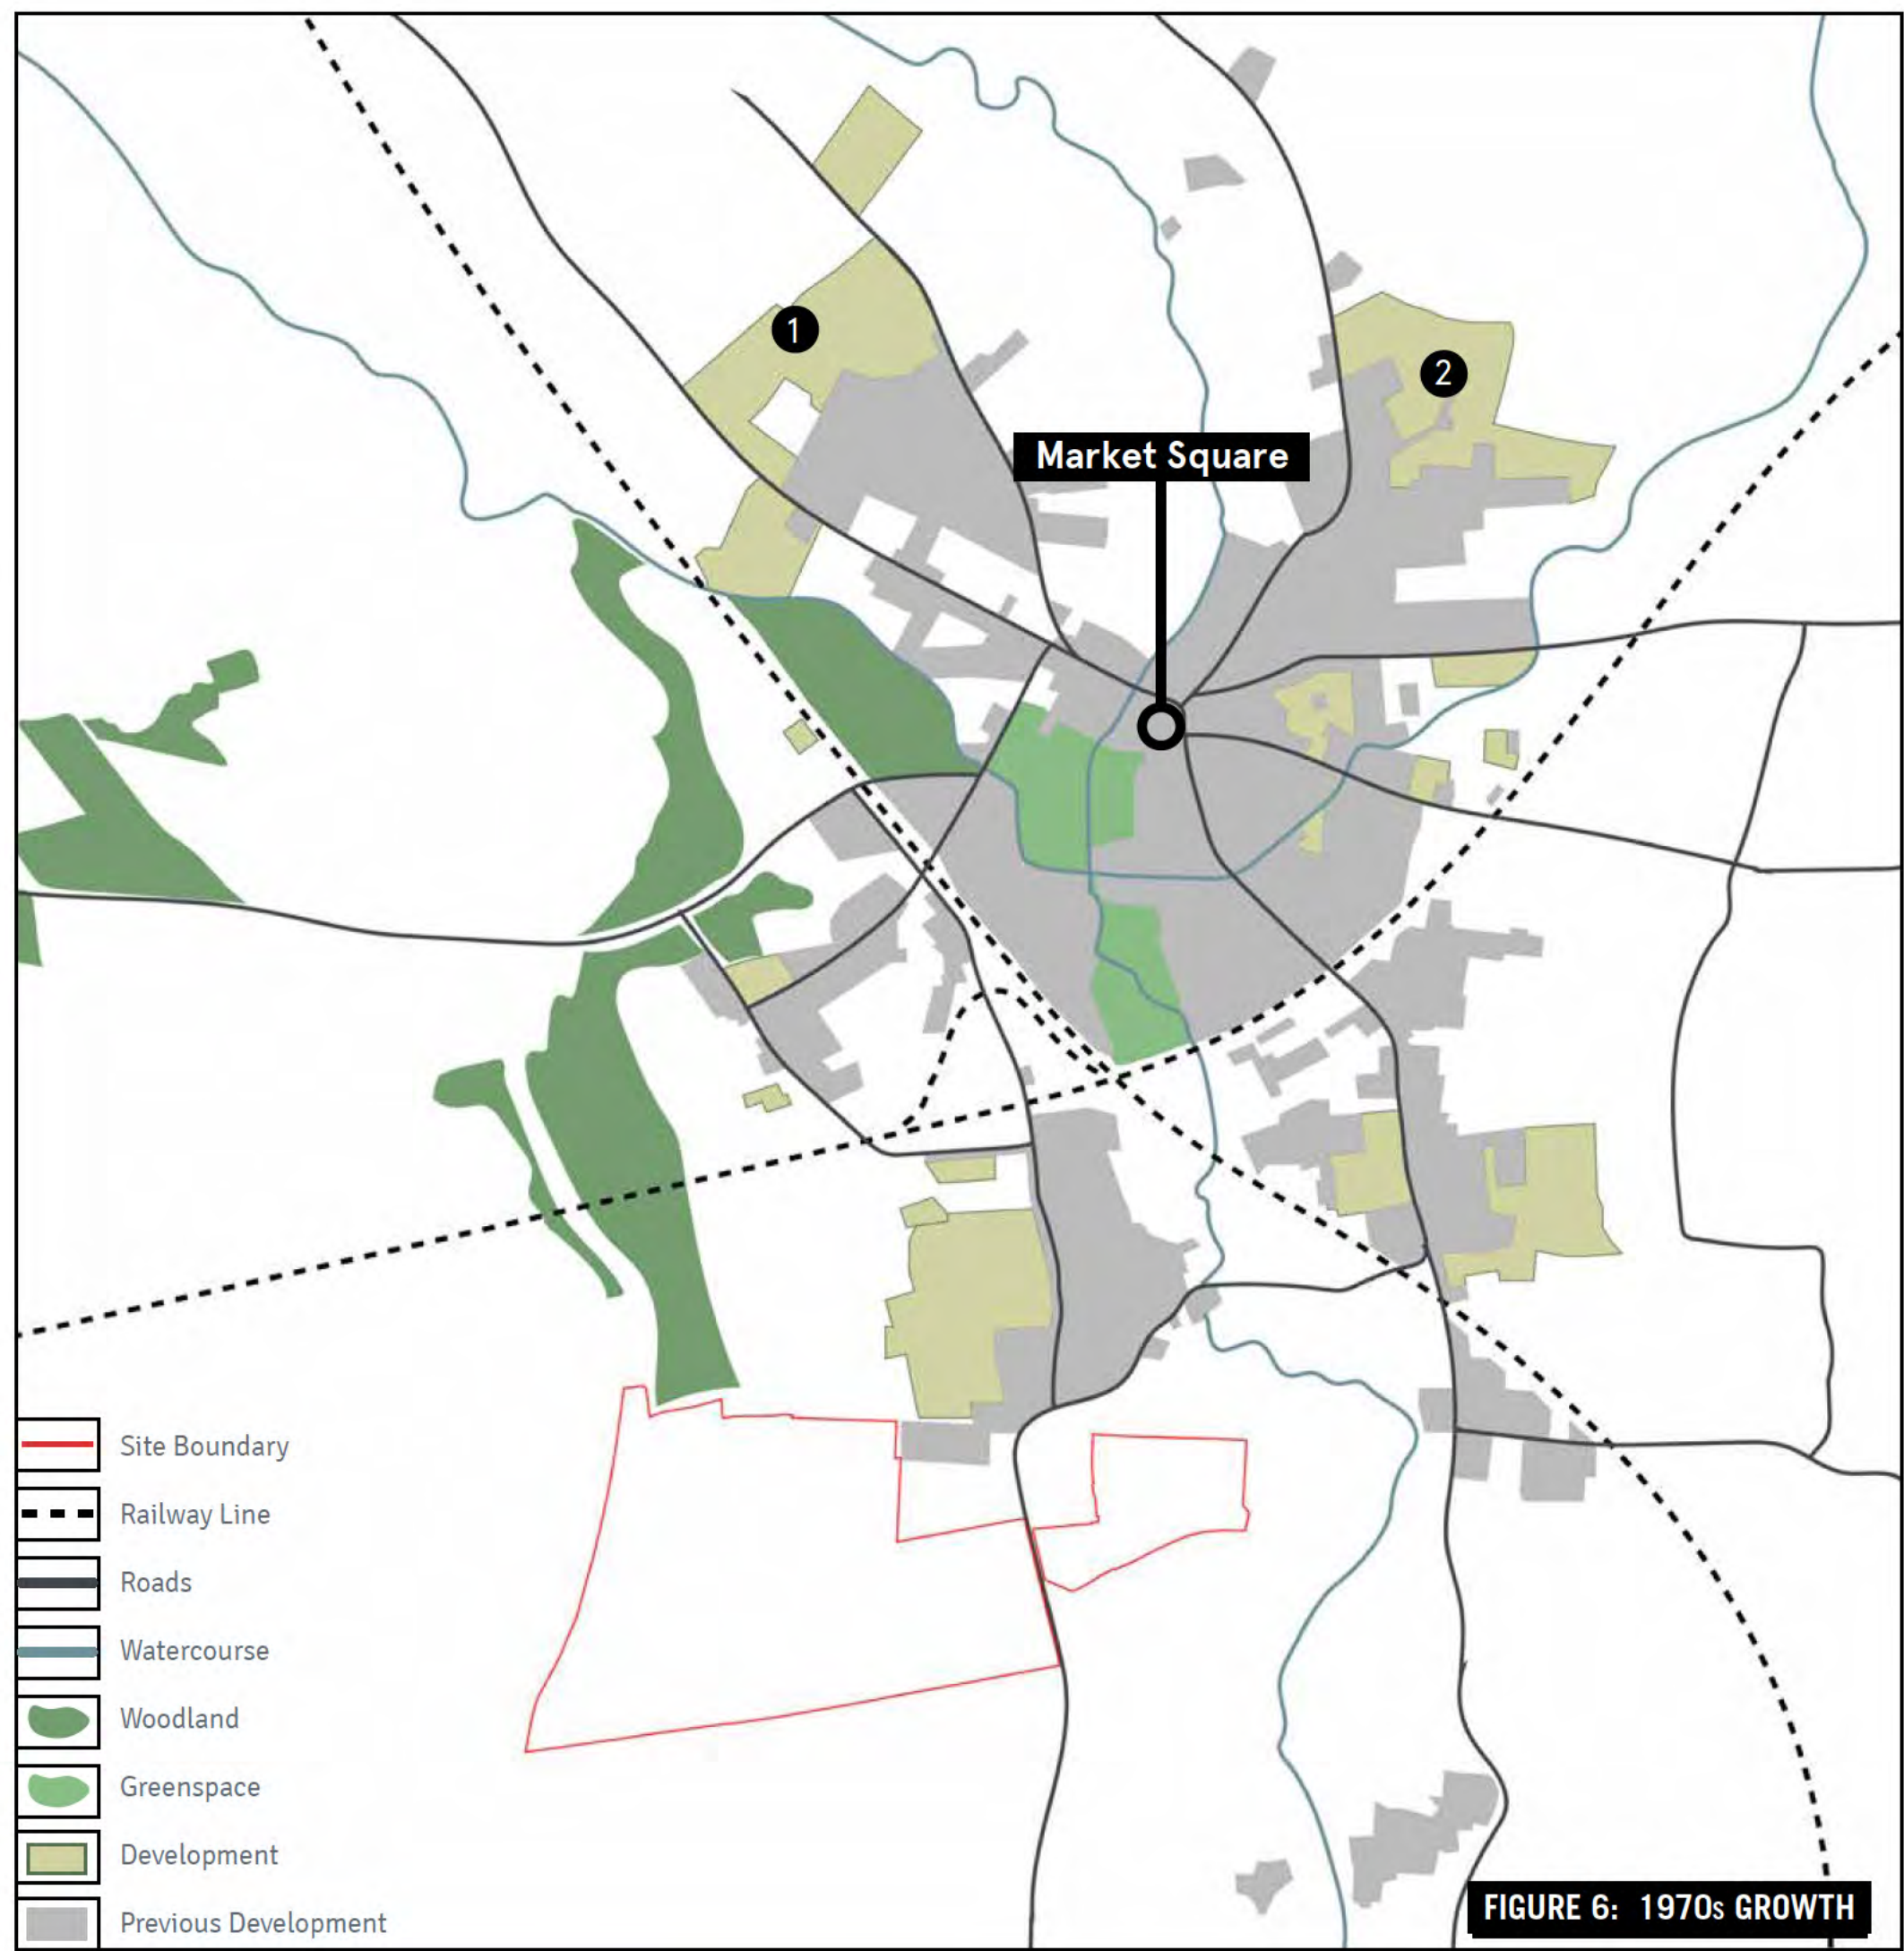 1
2
Market Square
Site Boundary
Railway Line
Roads
Watercourse
Woodland
Greenspace
Development
Previous Development
FIGURE 6: 1970s GROWTH